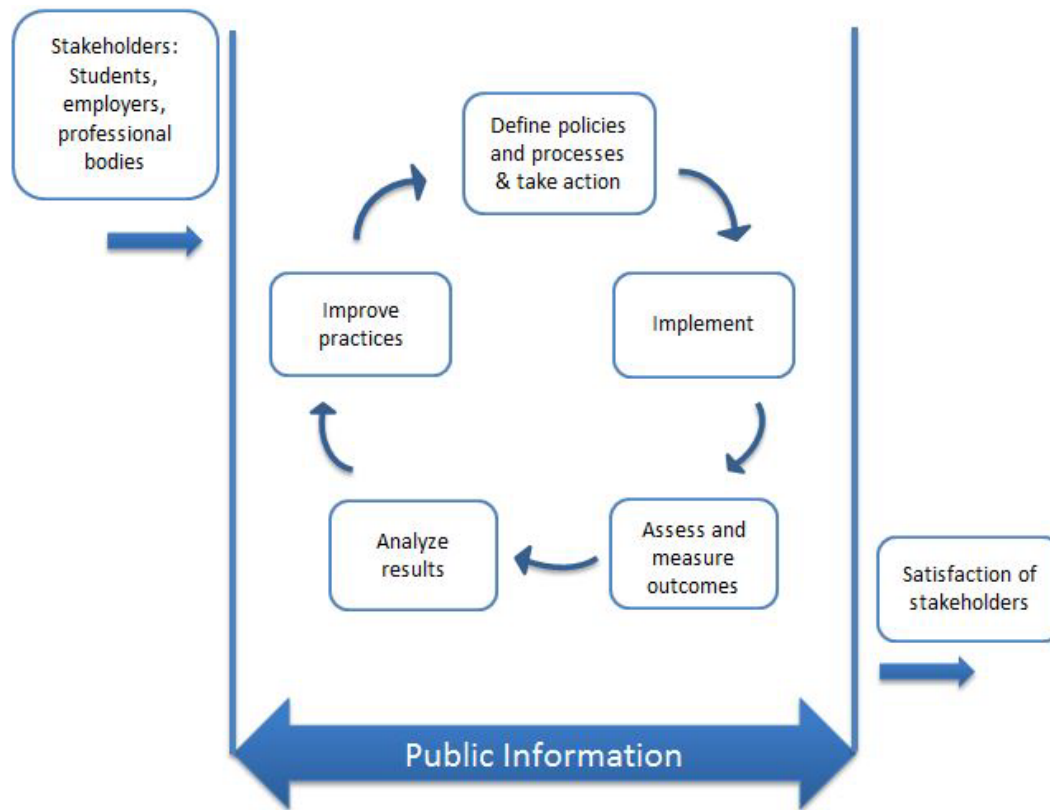 Stakeholders:
Students,
employers,
professional
bodies
Define policies
and processes
& take action
Improve
practices
Implement
Analyze
results
Assess and
measure
outcomes
Satisfaction of
stakeholders
Public Information